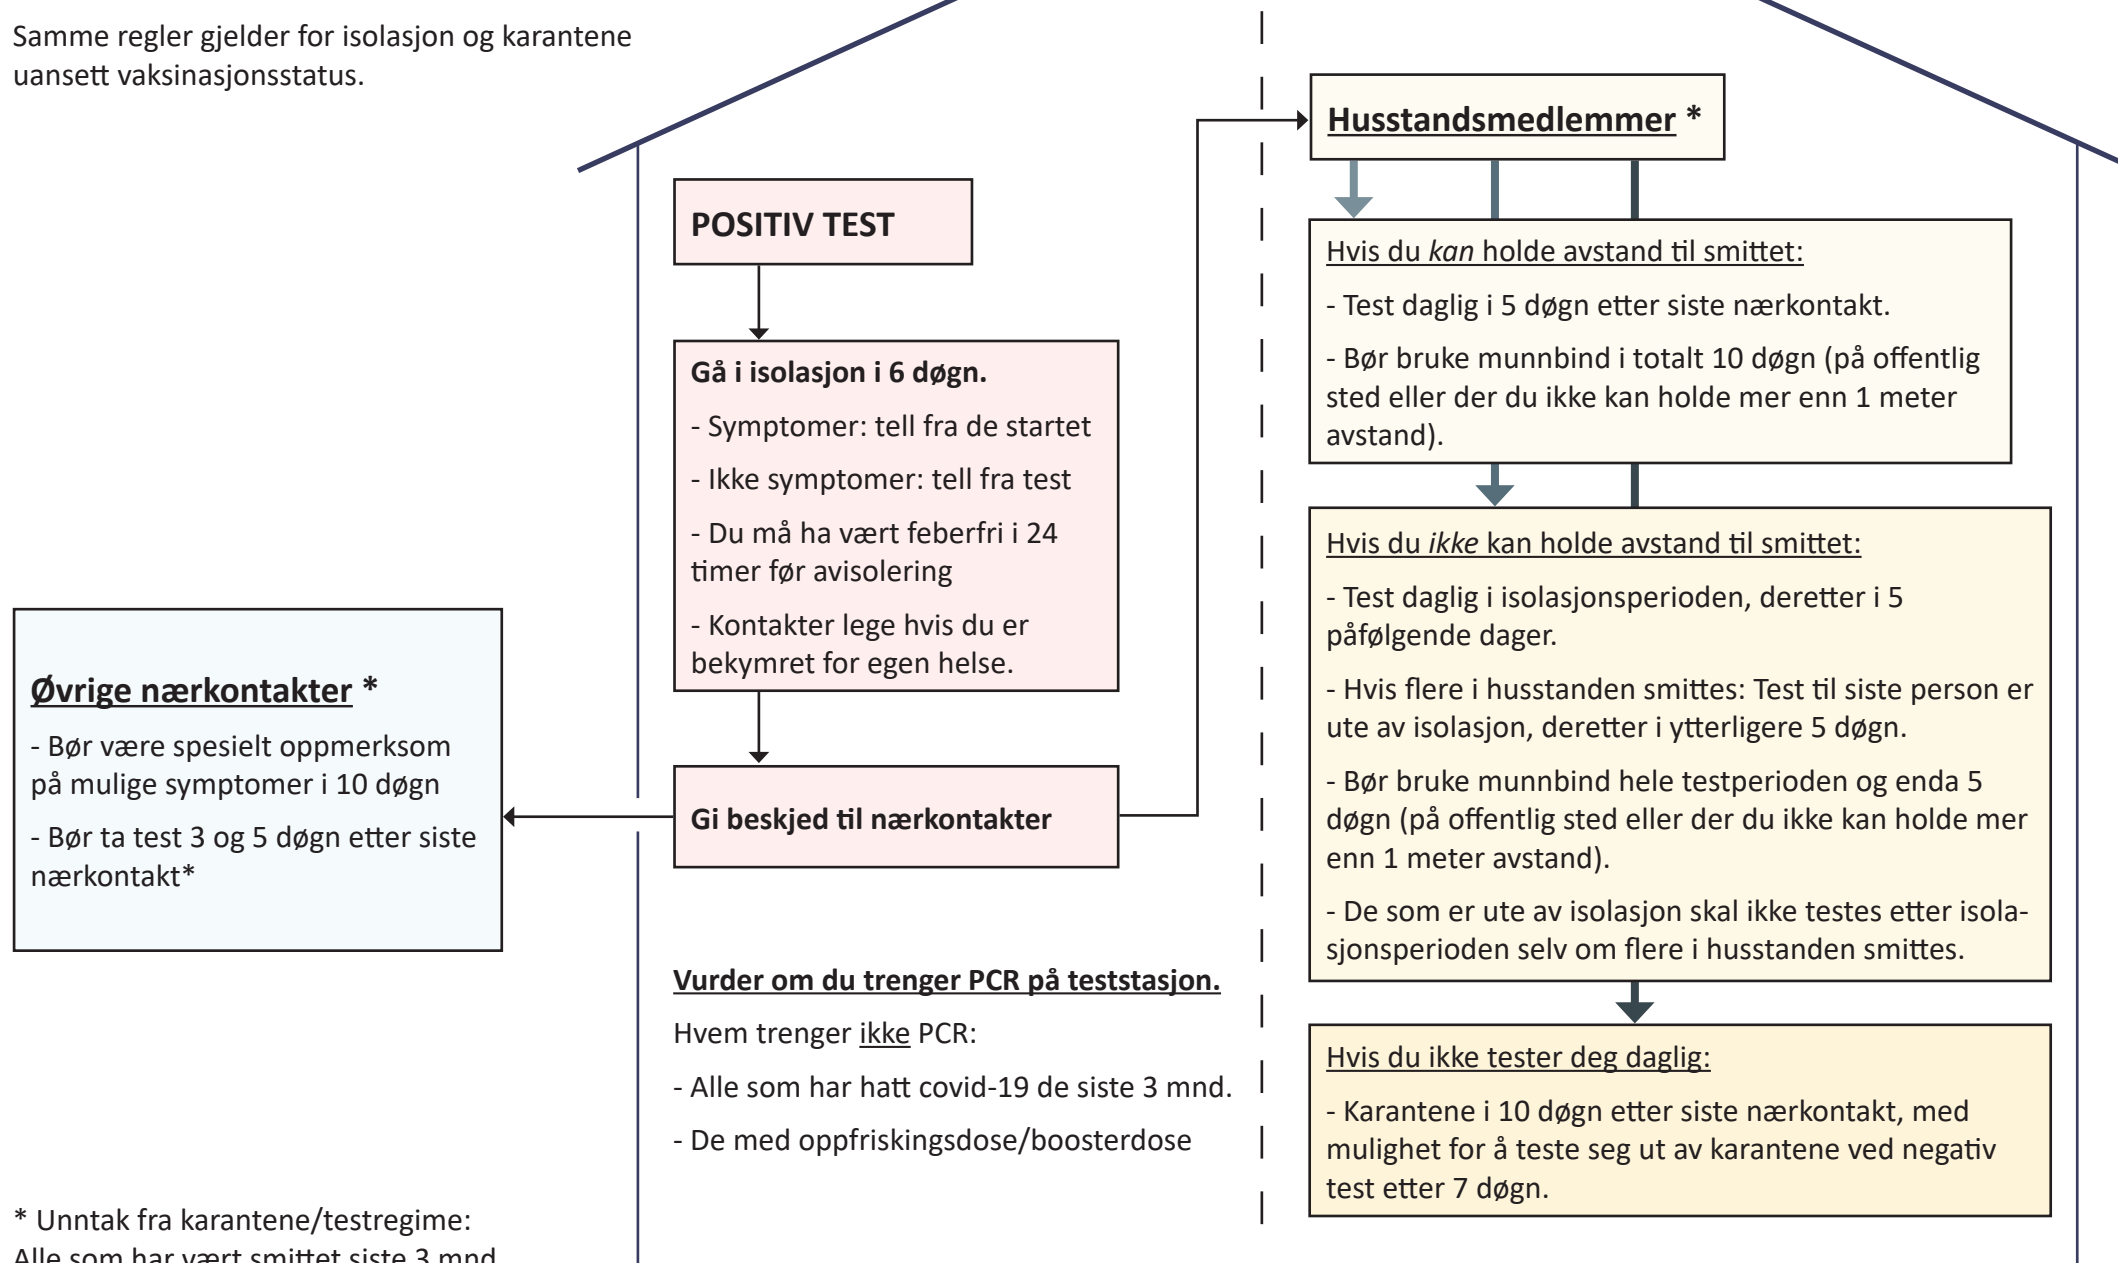 Samme regler gjelder for isolasjon og karantene
uansett vaksinasjonsstatus.
POSITIV TEST
Gå i isolasjon i 6 døgn.
- Symptomer: tell fra de startet
- Ikke symptomer: tell fra test
- Du må ha vært feberfri i 24
timer før avisolering
- Kontakter lege hvis du er
bekymret for egen helse.
Gi beskjed til nærkontakter
Øvrige nærkontakter *
- Bør være spesielt oppmerksom
på mulige symptomer i 10 døgn
- Bør ta test 3 og 5 døgn etter siste
nærkontakt*
Vurder om du trenger PCR på teststasjon.
Hvem trenger ikke PCR:
- Alle som har hatt covid-19 de siste 3 mnd.
- De med oppfriskingsdose/boosterdose
* Unntak fra karantene/testregime:
Alle som har vært smittet siste 3 mnd
Husstandsmedlemmer *
Hvis du kan holde avstand til smittet:
- Test daglig i 5 døgn etter siste nærkontakt.
- Bør bruke munnbind i totalt 10 døgn (på offentlig
sted eller der du ikke kan holde mer enn 1 meter
avstand).
Hvis du ikke kan holde avstand til smittet:
- Test daglig i isolasjonsperioden, deretter i 5
påfølgende dager.
- Hvis flere i husstanden smittes: Test til siste person er
ute av isolasjon, deretter i ytterligere 5 døgn.
- Bør bruke munnbind hele testperioden og enda 5
døgn (på offentlig sted eller der du ikke kan holde mer
enn 1 meter avstand).
- De som er ute av isolasjon skal ikke testes etter isola-
sjonsperioden selv om flere i husstanden smittes.
Hvis du ikke tester deg daglig:
- Karantene i 10 døgn etter siste nærkontakt, med
mulighet for å teste seg ut av karantene ved negativ
test etter 7 døgn.